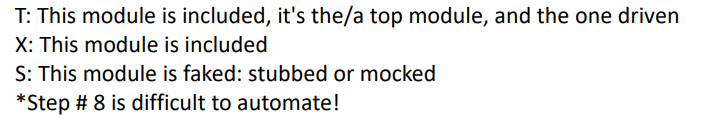 T: This module is included, it's the/a top module, and the one driven
X: This module is included
S: This module is faked: stubbed or mocked
*Step # 8 is difficult to automate!